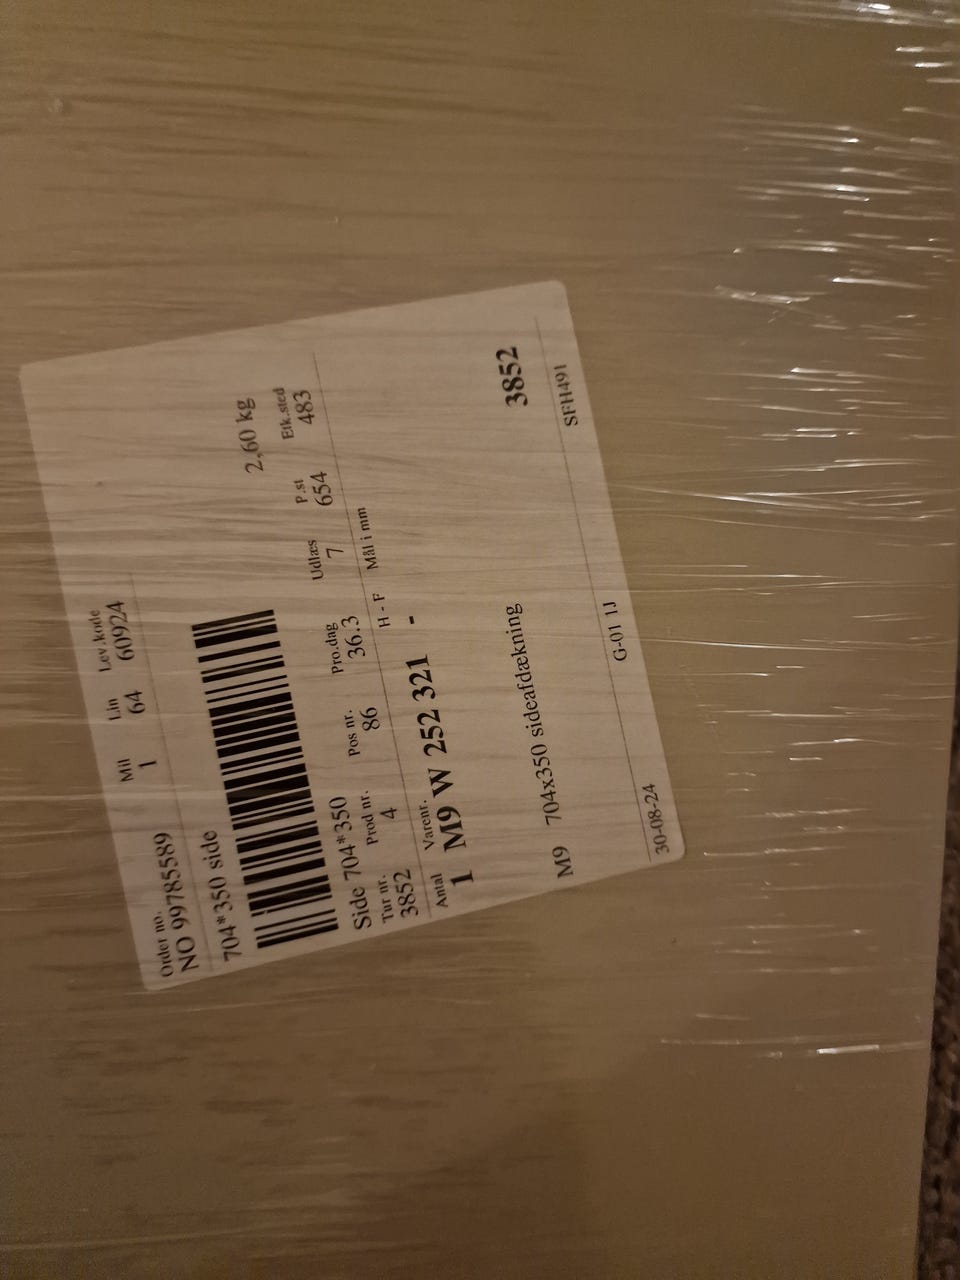 Order no. Mil Lin Lev.kode
NO 99785589 1 64 60924
704*350 side
2,60 kg
Side 704*350
Tur nr. Prod nr. Pos nr. Pro.dag Udlæs P.st Etk.sted
3852 4 86 36.3 7 654 483
Antal Varenr. H - F Mål i mm
1 M9 W 252 321 -
M9 704x350 sideafdækning 3852
30-08-24 G-01 1J SFH491